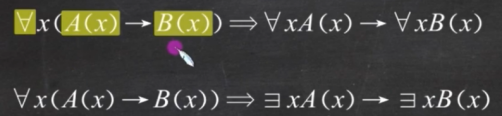 ∀x(A(x)→B(x))⇒∀xA(x)→∀xB(x)
∀x(A(x)→B(x))⇒∃xA(x)→∃xB(x)